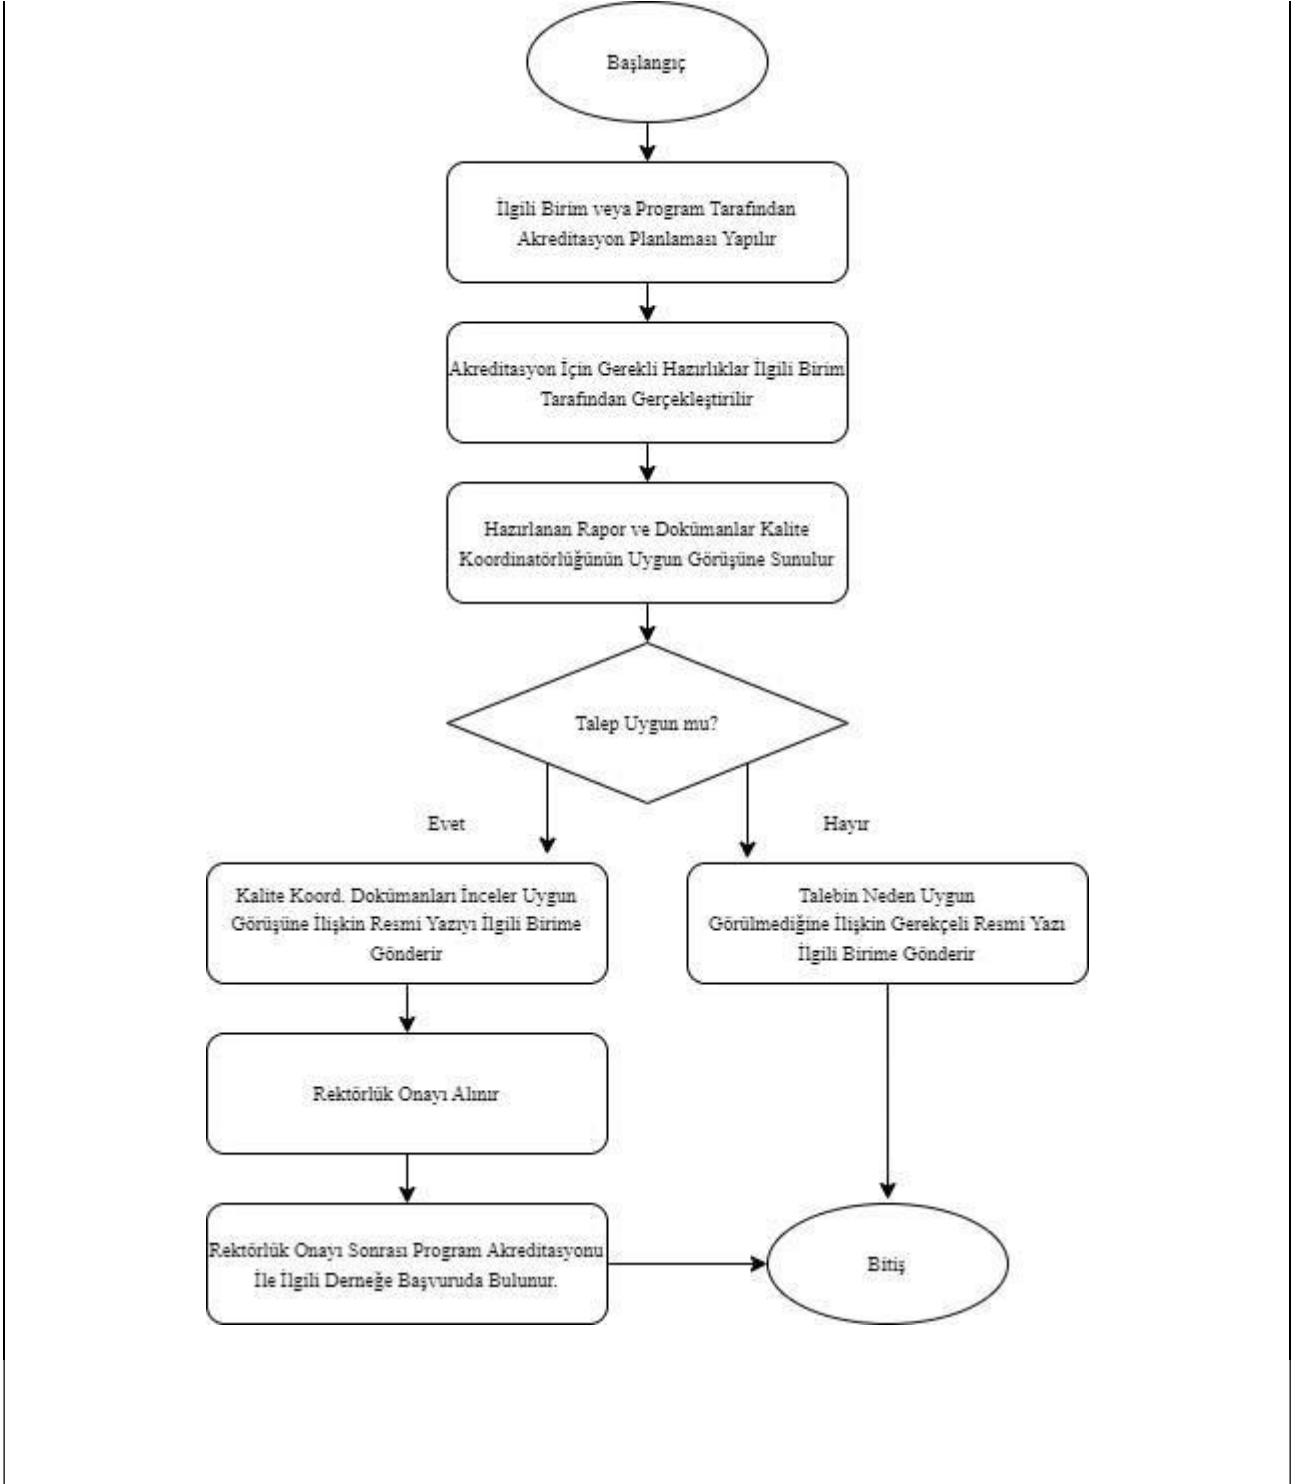 Başlangıç
İlgili Birim veya Program Tarafından
Akreditasyon Planlaması Yapılır
Akreditasyon İçin Gerekli Hazırlıklar İlgili Birim
Tarafından Gerçekleştirilir
Hazırlanan Rapor ve Dokümanlar Kalite
Koordinatörlüğünün Uygun Görüşüne Sunulur
Talep Uygun mu?
Evet
Hayır
Kalite Koord. Dokümanları İnceler Uygun
Görüşüne İlişkin Resmi Yazıyı İlgili Birime
Gönderir
Talebin Neden Uygun
Görülmediğine İlişkin Gerekçeli Resmi Yazı
İlgili Birime Gönderir
Rektörlük Onayı Alınır
Rektörlük Onayı Sonrası Program Akreditasyonu
İle İlgili Derneğe Başvuruda Bulunur.
Bitiş